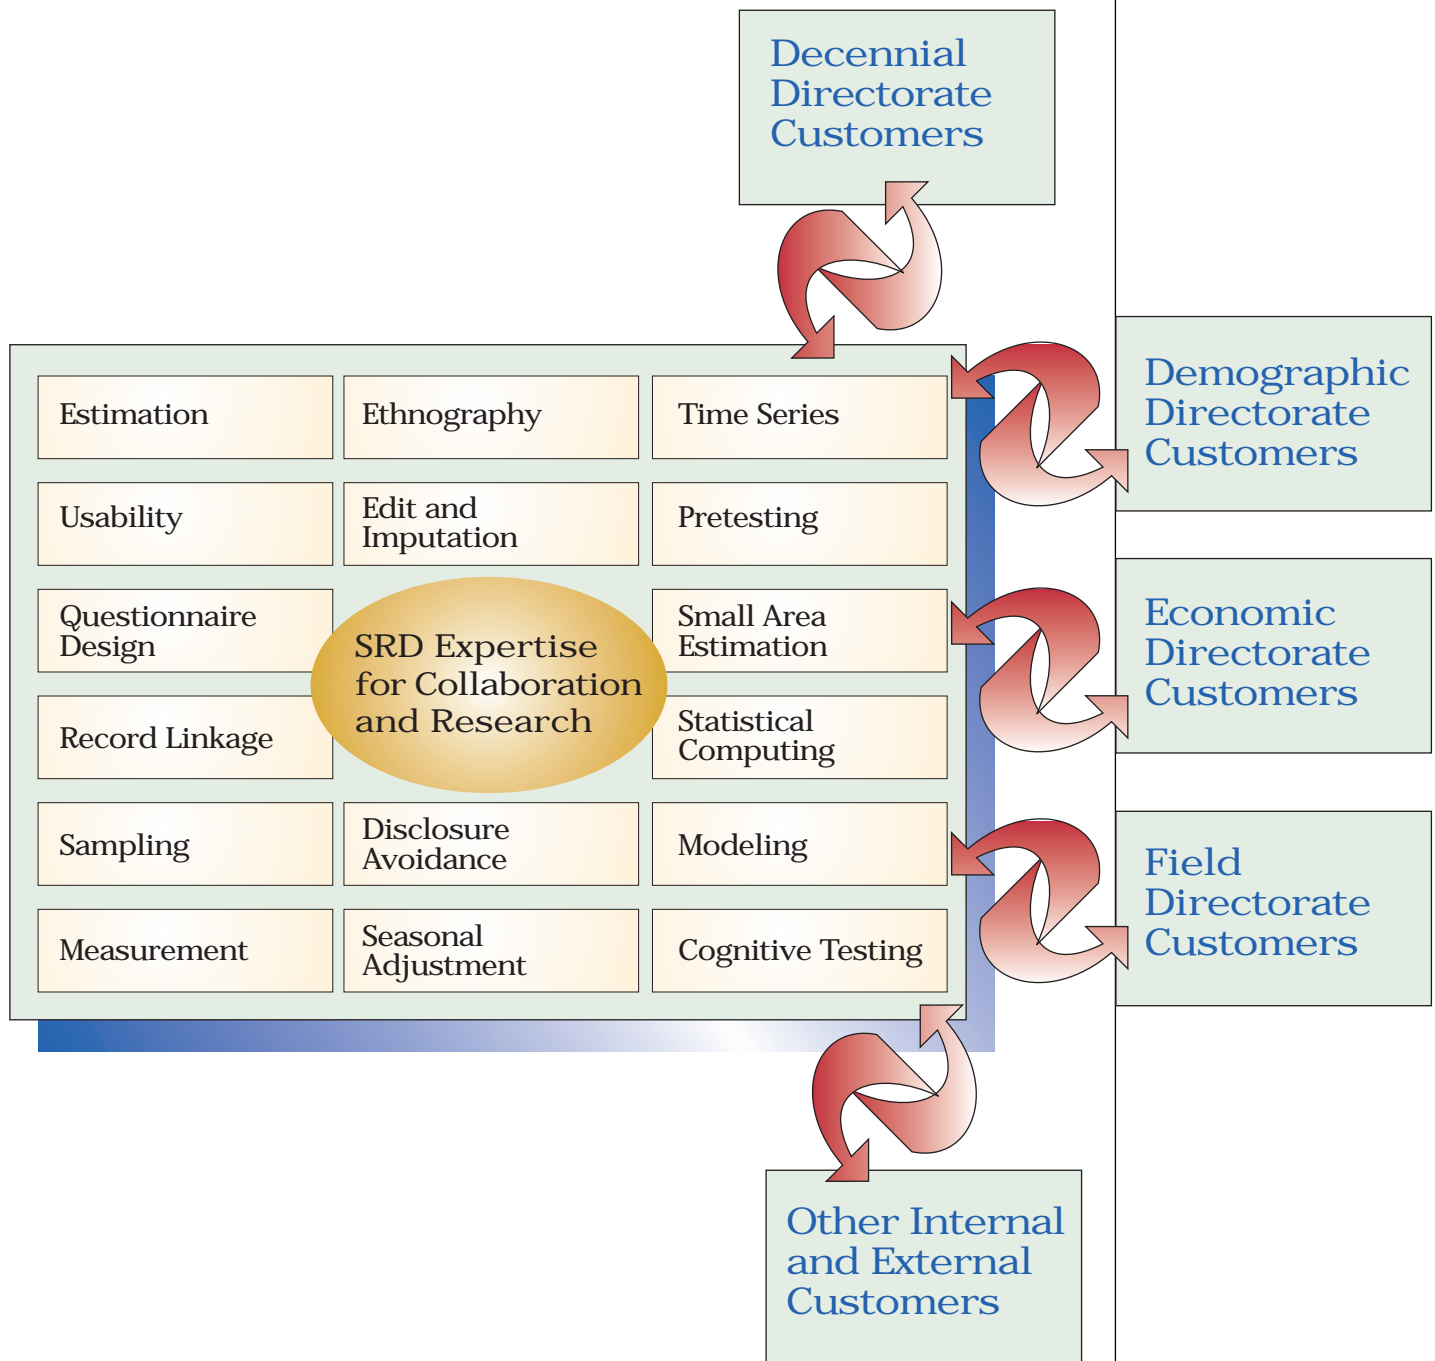 Decennial
Directorate
Customers
Estimation
Ethnography
Time Series
Demographic
Directorate
Customers
Usability
Edit and
Imputation
Pretesting
Questionnaire
Design
SRD Expertise
for Collaboration
and Research
Small Area
Estimation
Economic
Directorate
Customers
Record Linkage
Statistical
Computing
Sampling
Disclosure
Avoidance
Modeling
Field
Directorate
Customers
Measurement
Seasonal
Adjustment
Cognitive Testing
Other Internal
and External
Customers